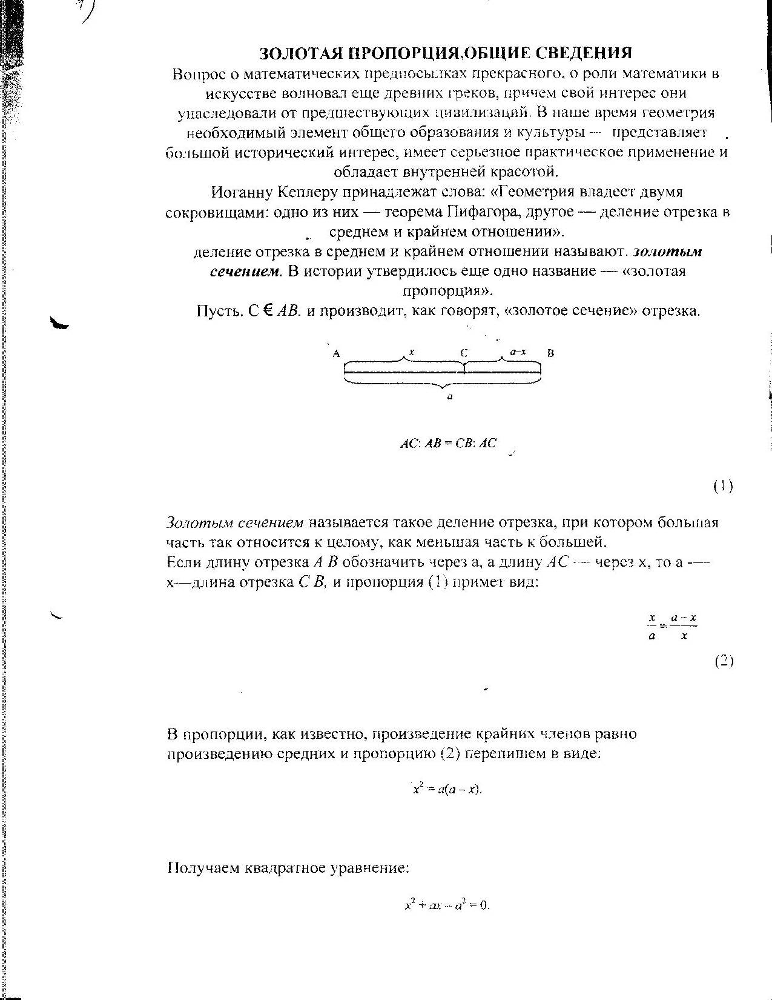 1)
ЗОЛОТАЯ ПРОПОРЦИЯ,ОБЩИЕ СВЕДЕНИЯ
Вопрос о математических предпосылках прекрасного, о роли математики в
искусстве волновал еще древних греков, причем свой интерес они
унаследовали от предшествующих цивилизаций. В наше время геометрия
необходимый элемент общего образования и культуры — представляет
большой исторический интерес, имеет серьезное практическое применение и
обладает внутренней красотой.
Иоганну Кеплеру принадлежат слова: «Геометрия владеет двумя
сокровищами: одно из них — теорема Пифагора, другое — деление отрезка в
среднем и крайнем отношении».
деление отрезка в среднем и крайнем отношении называют. золотым
сечением. В истории утвердилось еще одно название — «золотая
пропорция».
Пусть. С € АВ. и производит, как говорят, «золотое сечение» отрезка.
A x C a–x B
a
AC: AB = CB: AC
(1)
Золотым сечением называется такое деление отрезка, при котором большая
часть так относится к целому, как меньшая часть к большей.
Если длину отрезка А В обозначить через а, а длину АС — через х, то а —
х—длина отрезка С В, и пропорция (1) примет вид:
x/a = a – x/x
(2)
В пропорции, как известно, произведение крайних членов равно
произведению средних и пропорцию (2) перепишем в виде:
x² = a(a – x).
Получаем квадратное уравнение:
x² + ax – a² = 0.